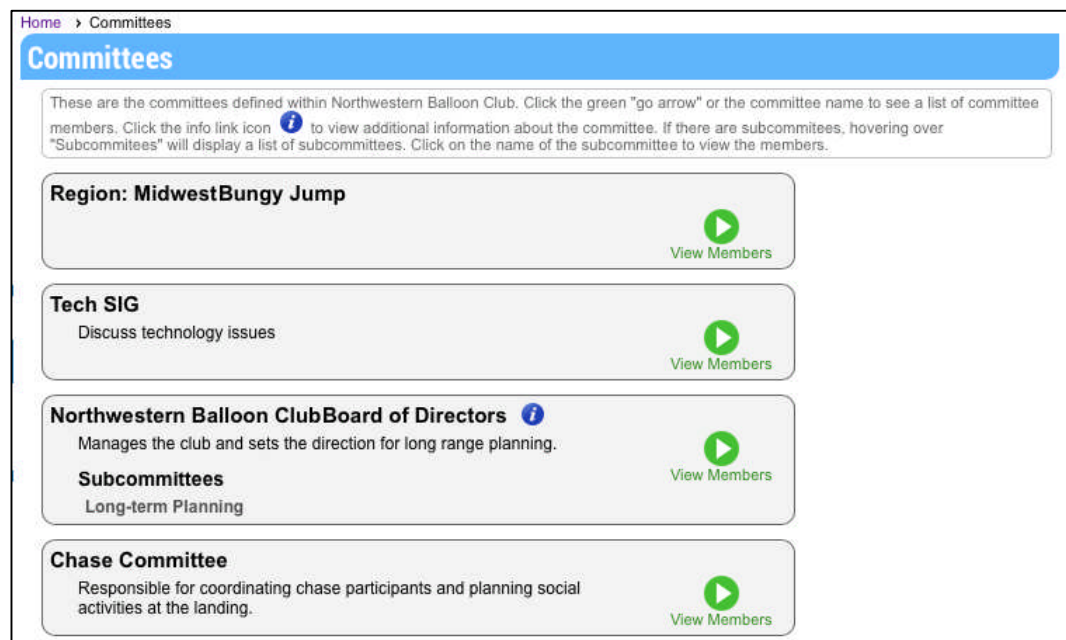 Home > Committees
Committees
These are the committees defined within Northwestern Balloon Club. Click the green "go arrow" or the committee name to see a list of committee
members. Click the info link icon i to view additional information about the committee. If there are subcommitees, hovering over
"Subcommitees" will display a list of subcommittees. Click on the name of the subcommittee to view the members.
Region: MidwestBungy Jump
View Members
Tech SIG
Discuss technology issues
View Members
Northwestern Balloon ClubBoard of Directors i
Manages the club and sets the direction for long range planning.
View Members
Subcommittees
Long-term Planning
Chase Committee
Responsible for coordinating chase participants and planning social
activities at the landing.
View Members